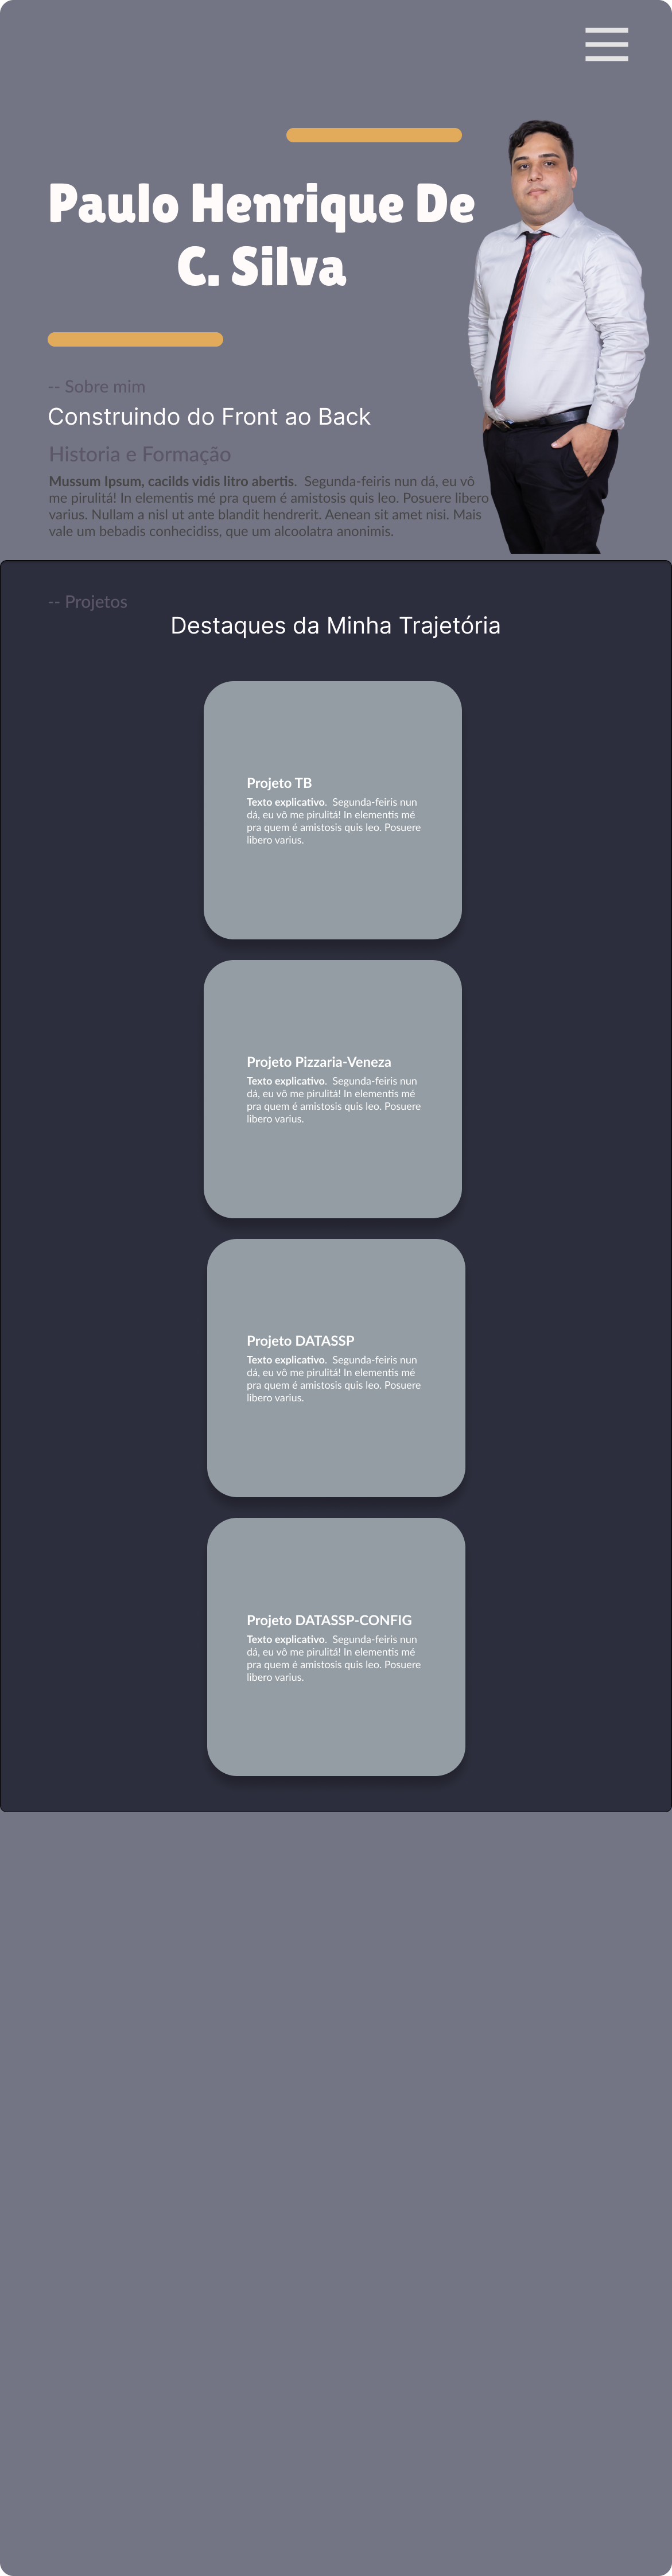 Paulo Henrique De
C. Silva
-- Sobre mim
Construindo do Front ao Back
Historia e Formação
Mussum Ipsum, cacilds vidis litro abertis.  Segunda-feiris nun dá, eu vô
me pirulitá! In elementis mé pra quem é amistosis quis leo. Posuere libero
varius. Nullam a nisl ut ante blandit hendrerit. Aenean sit amet nisi. Mais
vale um bebadis conhecidiss, que um alcoolatra anonimis.
-- Projetos
Destaques da Minha Trajetória
Projeto TB
Texto explicativo.  Segunda-feiris nun
dá, eu vô me pirulitá! In elementis mé
pra quem é amistosis quis leo. Posuere
libero varius.
Projeto Pizzaria-Veneza
Texto explicativo.  Segunda-feiris nun
dá, eu vô me pirulitá! In elementis mé
pra quem é amistosis quis leo. Posuere
libero varius.
Projeto DATASSP
Texto explicativo.  Segunda-feiris nun
dá, eu vô me pirulitá! In elementis mé
pra quem é amistosis quis leo. Posuere
libero varius.
Projeto DATASSP-CONFIG
Texto explicativo.  Segunda-feiris nun
dá, eu vô me pirulitá! In elementis mé
pra quem é amistosis quis leo. Posuere
libero varius.